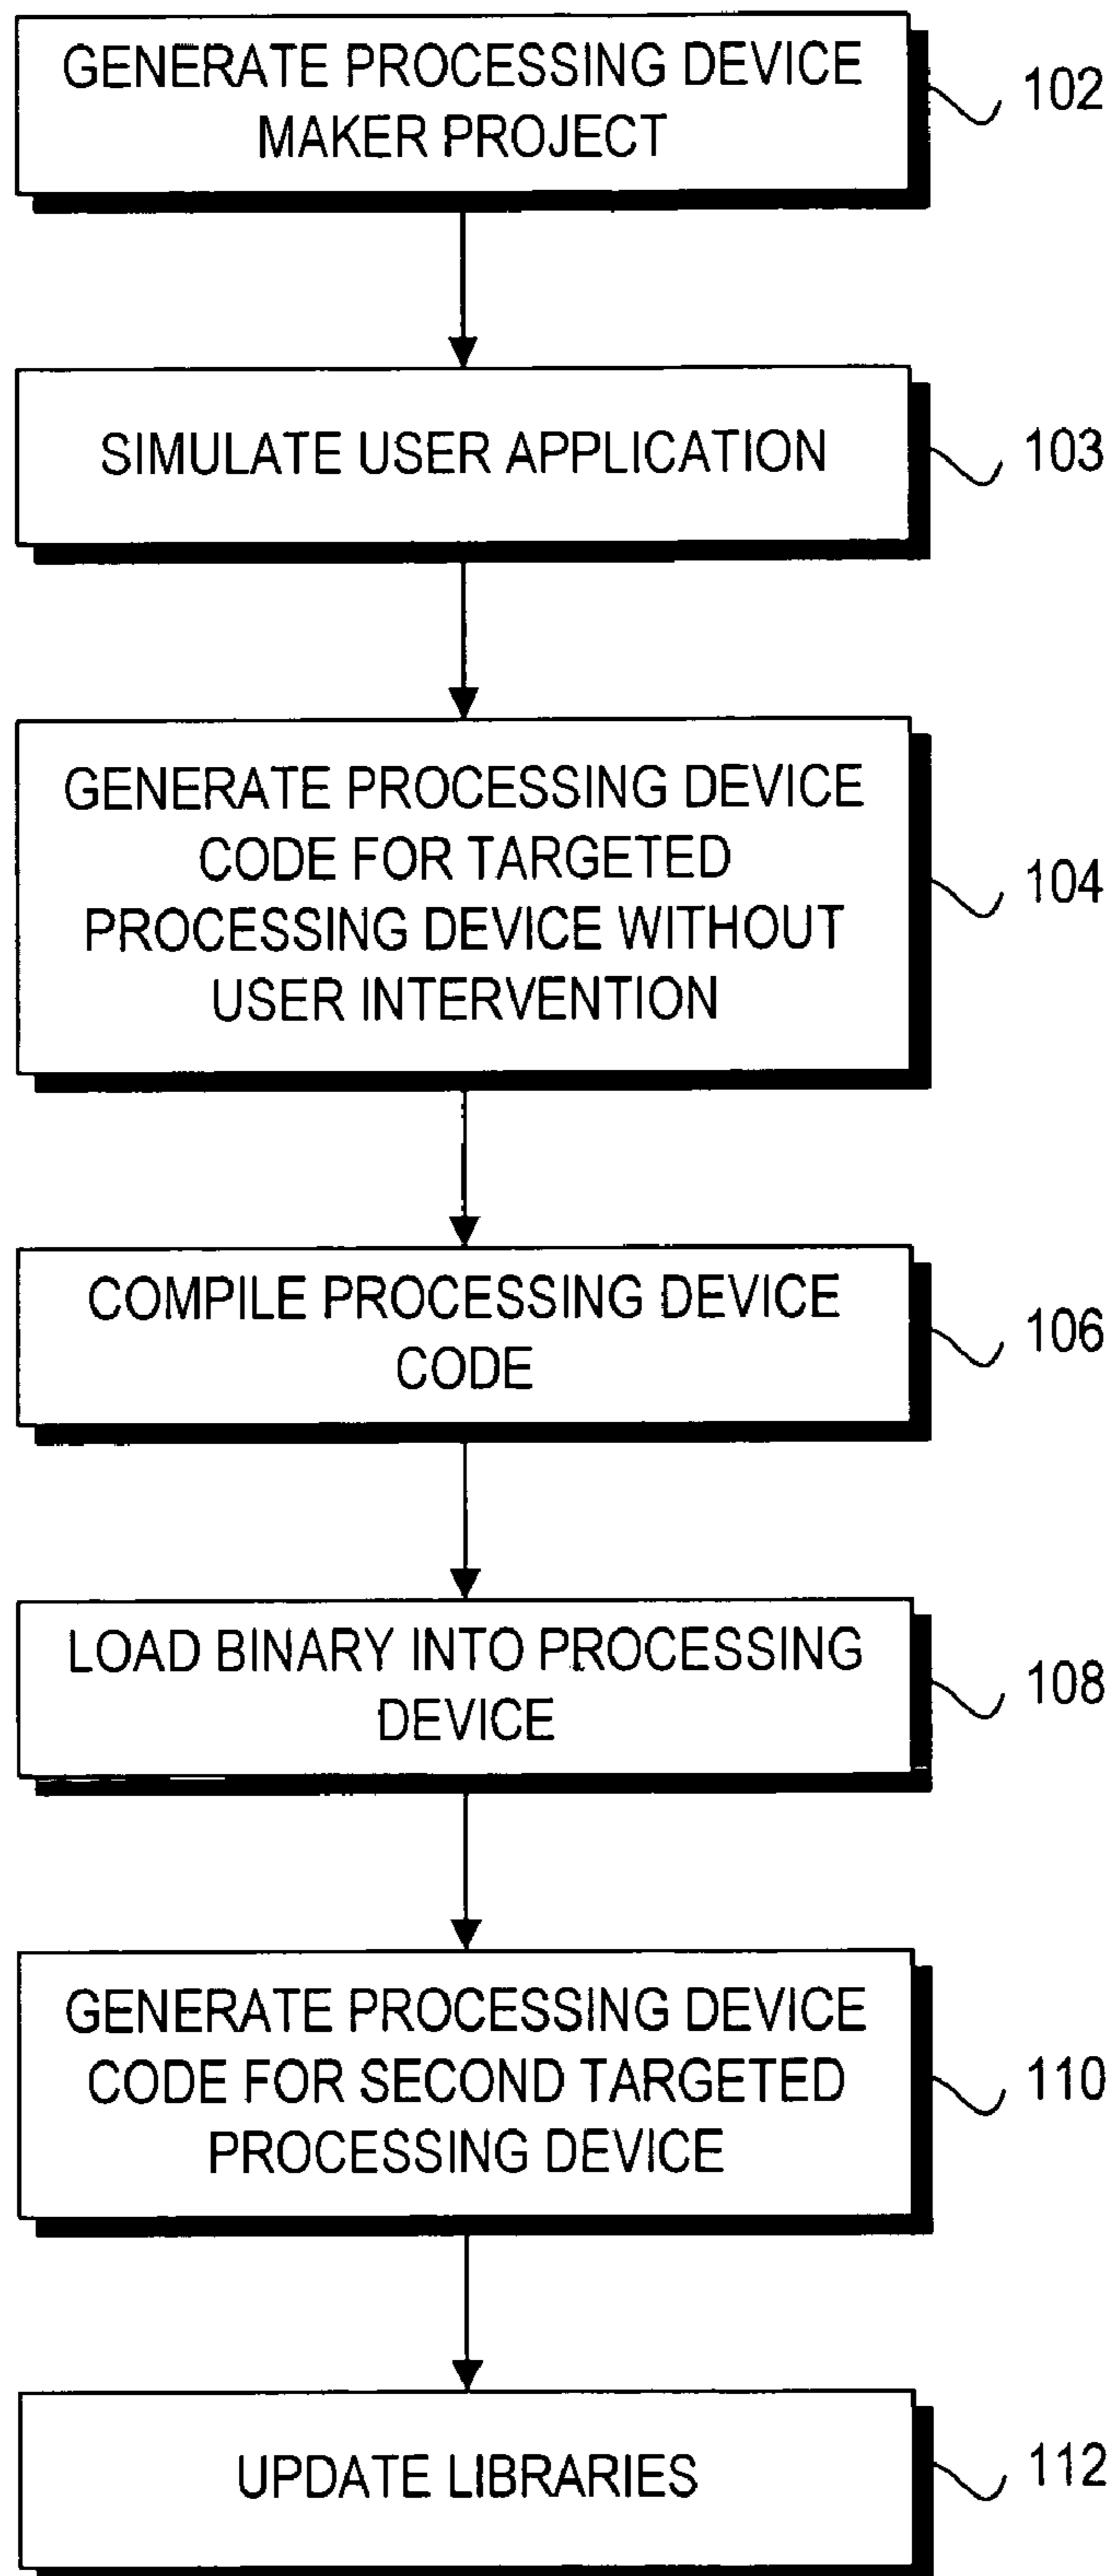 GENERATE PROCESSING DEVICE
MAKER PROJECT
102
SIMULATE USER APPLICATION
103
GENERATE PROCESSING DEVICE
CODE FOR TARGETED
PROCESSING DEVICE WITHOUT
USER INTERVENTION
104
COMPILE PROCESSING DEVICE
CODE
106
LOAD BINARY INTO PROCESSING
DEVICE
108
GENERATE PROCESSING DEVICE
CODE FOR SECOND TARGETED
PROCESSING DEVICE
110
UPDATE LIBRARIES
112